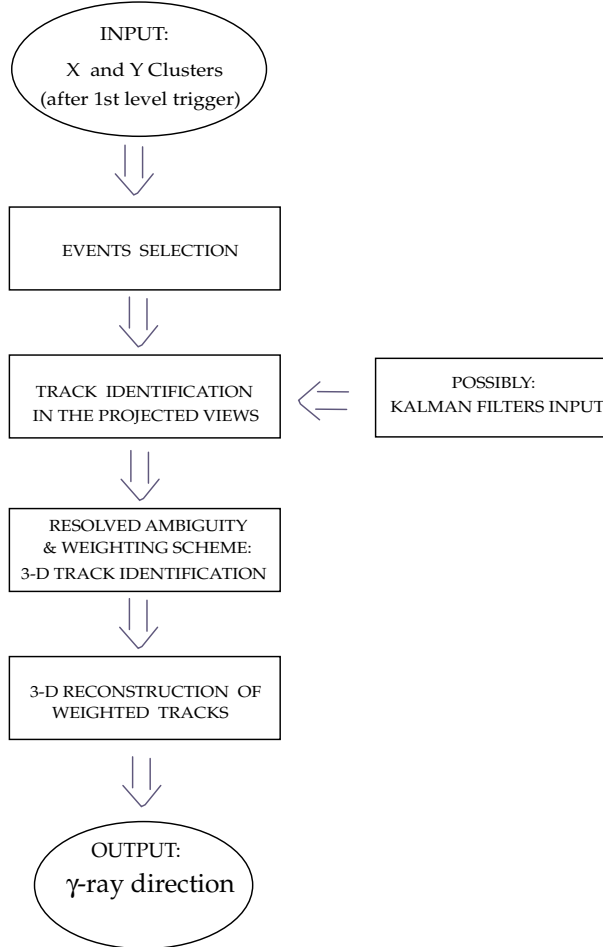 INPUT:
X and Y Clusters
(after 1st level trigger)
EVENTS SELECTION
TRACK IDENTIFICATION
IN THE PROJECTED VIEWS
POSSIBLY:
KALMAN FILTERS INPUT
RESOLVED AMBIGUITY
& WEIGHTING SCHEME:
3-D TRACK IDENTIFICATION
3-D RECONSTRUCTION OF
WEIGHTED TRACKS
OUTPUT:
γ-ray direction